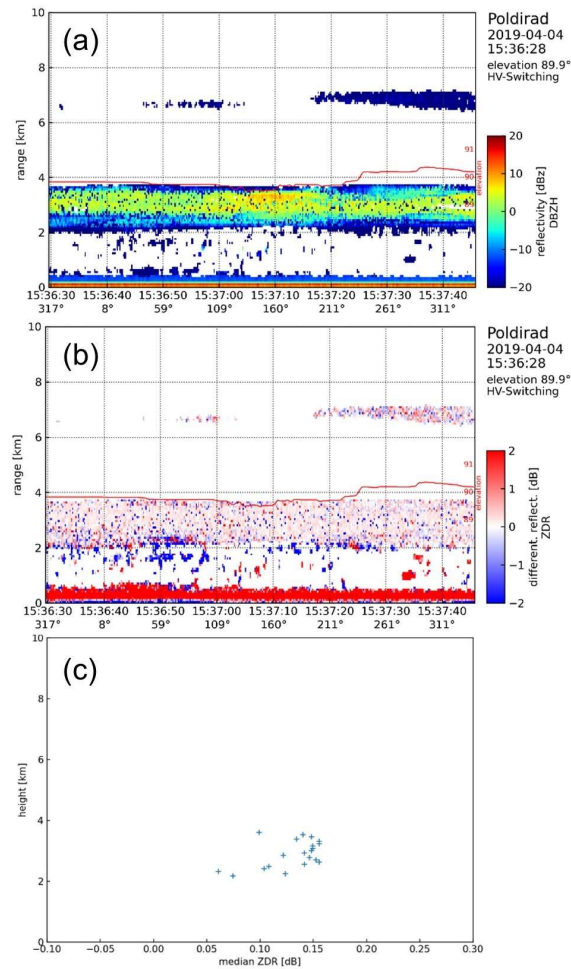 (a)
Poldirad
2019-04-04
15:36:28
elevation 89.9°
HV-Switching
10
8
6
4
2
0
range [km]
91
90
89
elevation
20
10
0
−10
−20
reflectivity [dBz]
DBZH
15:36:30 15:36:40 15:36:50 15:37:00 15:37:10 15:37:20 15:37:30 15:37:40
317° 8° 59° 109° 160° 211° 261° 311°
(b)
Poldirad
2019-04-04
15:36:28
elevation 89.9°
HV-Switching
10
8
6
4
2
0
range [km]
91
90
89
elevation
2
1
0
−1
−2
different. reflect. [dB]
ZDR
15:36:30 15:36:40 15:36:50 15:37:00 15:37:10 15:37:20 15:37:30 15:37:40
317° 8° 59° 109° 160° 211° 261° 311°
(c)
10
8
6
4
2
0
height [km]
−0.10 −0.05 0.00 0.05 0.10 0.15 0.20 0.25 0.30
median ZDR [dB]